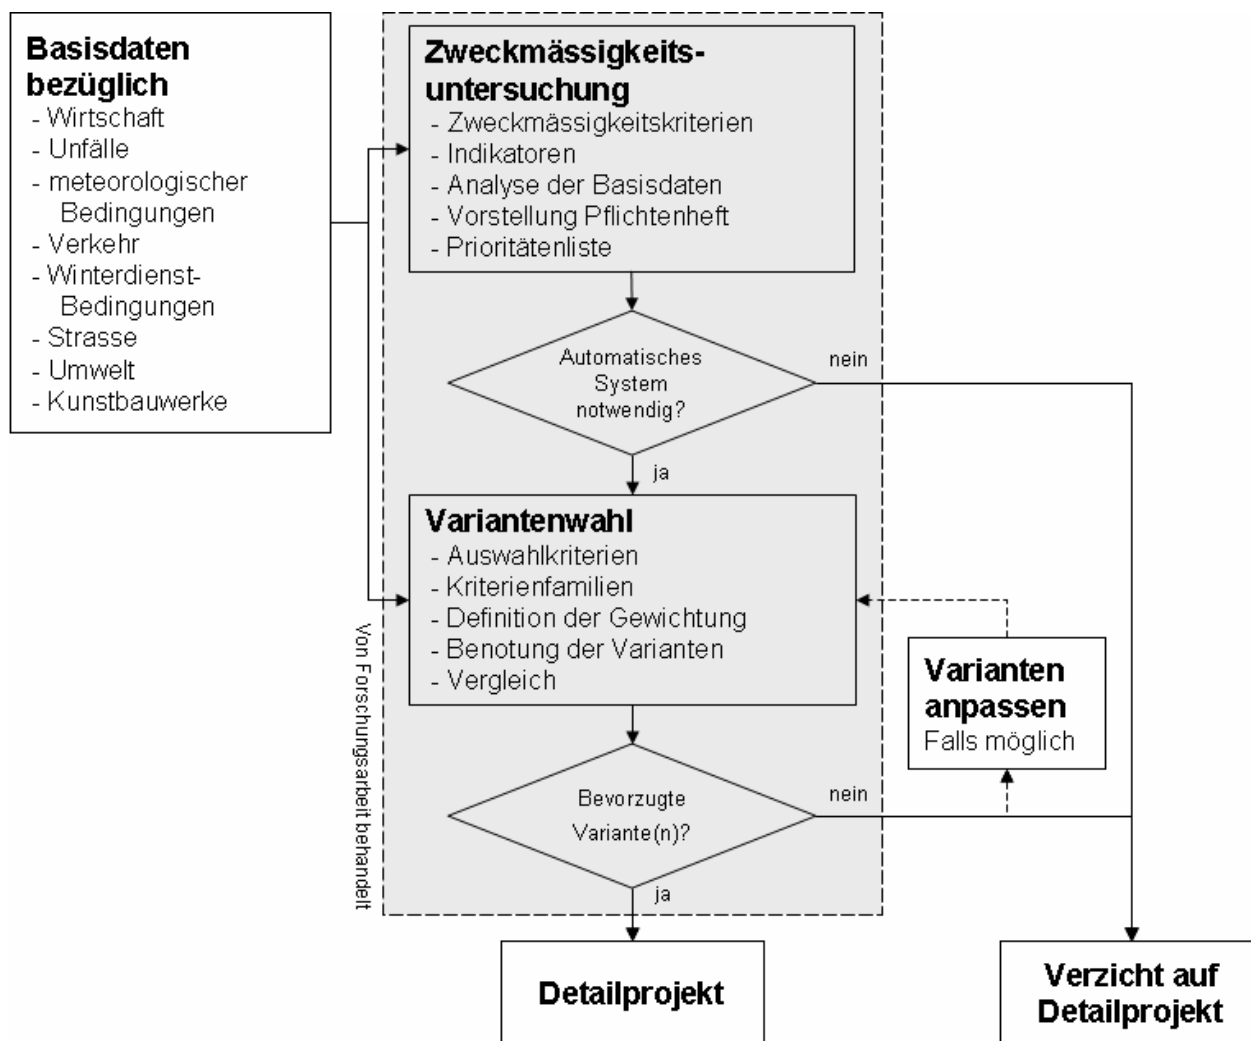 Basisdaten
bezüglich
- Wirtschaft
- Unfälle
- meteorologischer
Bedingungen
- Verkehr
- Winterdienst-
Bedingungen
- Strasse
- Umwelt
- Kunstbauwerke
Zweckmässigkeits-
untersuchung
- Zweckmässigkeitskriterien
- Indikatoren
- Analyse der Basisdaten
- Vorstellung Pflichtenheft
- Prioritätenliste
Automatisches
System
notwendig?
nein
ja
Variantenwahl
- Auswahlkriterien
- Kriterienfamilien
- Definition der Gewichtung
- Benotung der Varianten
- Vergleich
Von Forschungsarbeit behandelt
Varianten
anpassen
Falls möglich
Bevorzugte
Variante(n)?
nein
ja
Detailprojekt
Verzicht auf
Detailprojekt